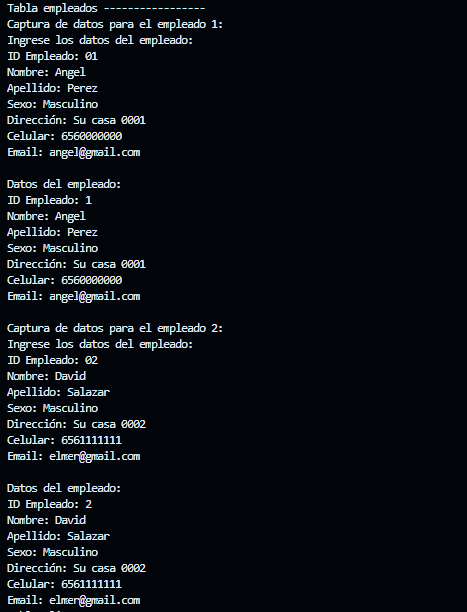 Tabla empleados -----------------
Captura de datos para el empleado 1:
Ingrese los datos del empleado:
ID Empleado: 01
Nombre: Angel
Apellido: Perez
Sexo: Masculino
Dirección: Su casa 0001
Celular: 6560000000
Email: angel@gmail.com

Datos del empleado:
ID Empleado: 1
Nombre: Angel
Apellido: Perez
Sexo: Masculino
Dirección: Su casa 0001
Celular: 6560000000
Email: angel@gmail.com

Captura de datos para el empleado 2:
Ingrese los datos del empleado:
ID Empleado: 02
Nombre: David
Apellido: Salazar
Sexo: Masculino
Dirección: Su casa 0002
Celular: 6561111111
Email: elmer@gmail.com

Datos del empleado:
ID Empleado: 2
Nombre: David
Apellido: Salazar
Sexo: Masculino
Dirección: Su casa 0002
Celular: 6561111111
Email: elmer@gmail.com